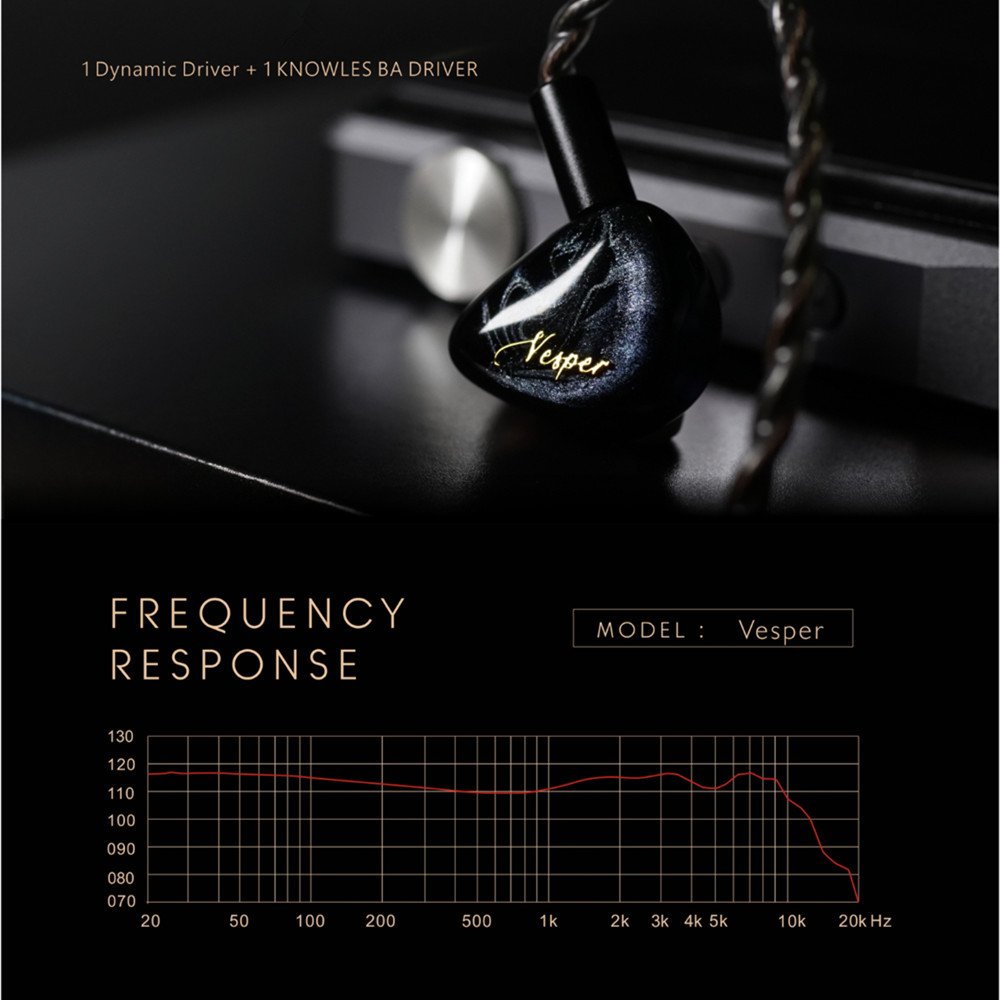 1 Dynamic Driver + 1 KNOWLES BA DRIVER
Vesper
FREQUENCY
RESPONSE
MODEL : Vesper
130
120
110
100
090
080
070
20 50 100 200 500 1k 2k 3k 4k 5k 10k 20k Hz